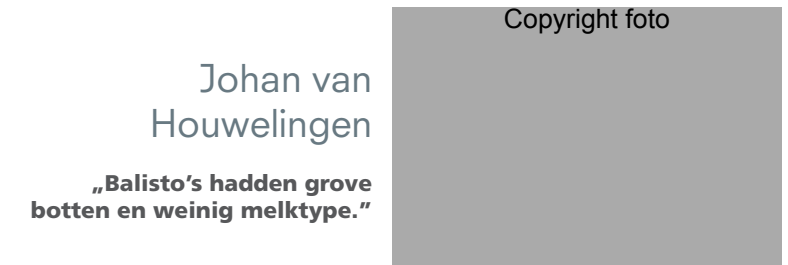 Johan van
Houwelingen
„Balisto’s hadden grove
botten en weinig melktype.”
Copyright foto